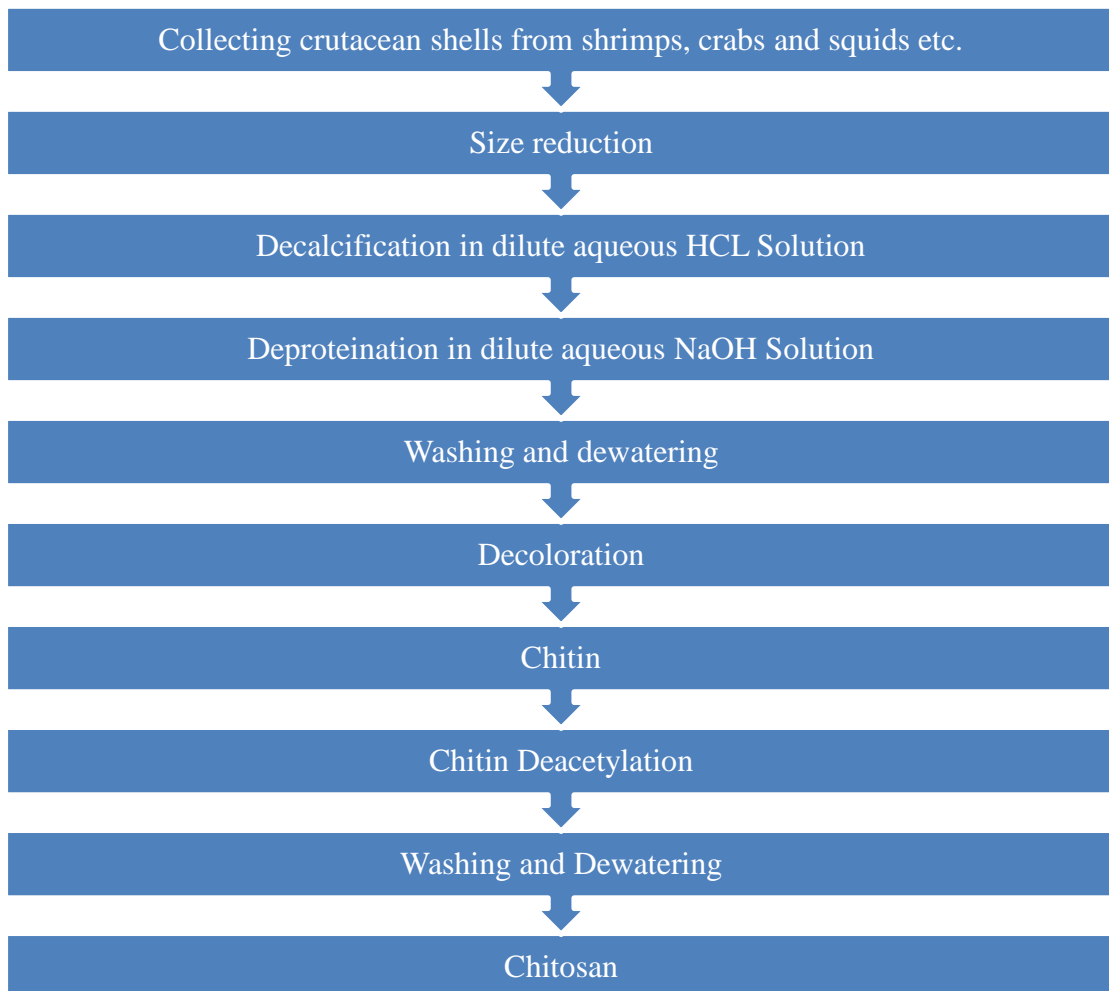 Collecting crutacean shells from shrimps, crabs and squids etc.
Size reduction
Decalcification in dilute aqueous HCL Solution
Deproteination in dilute aqueous NaOH Solution
Washing and dewatering
Decoloration
Chitin
Chitin Deacetylation
Washing and Dewatering
Chitosan